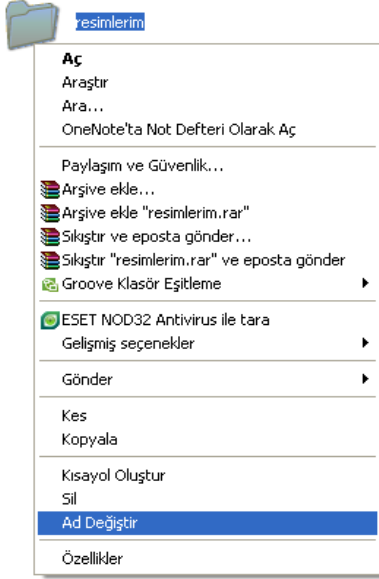 resimlerim
Aç
Araştır
Ara...
OneNote'ta Not Defteri Olarak Aç
Paylaşım ve Güvenlik...
Arşive ekle...
Arşive ekle "resimlerim.rar"
Sıkıştır ve eposta gönder...
Sıkıştır "resimlerim.rar" ve eposta gönder
Groove Klasör Eşitleme
ESET NOD32 Antivirus ile tara
Gelişmiş seçenekler
Gönder
Kes
Kopyala
Kısayol Oluştur
Sil
Ad Değiştir
Özellikler